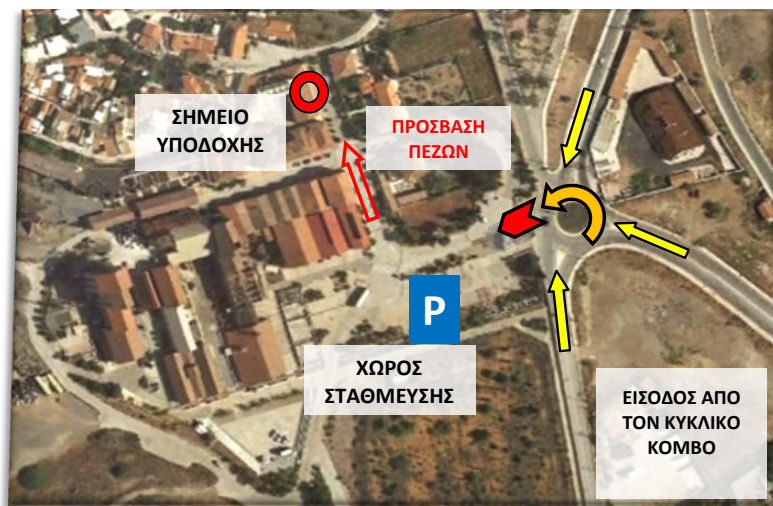 ΣΗΜΕΙΟ
ΥΠΟΔΟΧΗΣ
ΠΡΟΣΒΑΣΗ
ΠΕΖΩΝ
P
ΧΩΡΟΣ
ΣΤΑΘΜΕΥΣΗΣ
ΕΙΣΟΔΟΣ ΑΠΟ
ΤΟΝ ΚΥΚΛΙΚΟ
ΚΟΜΒΟ